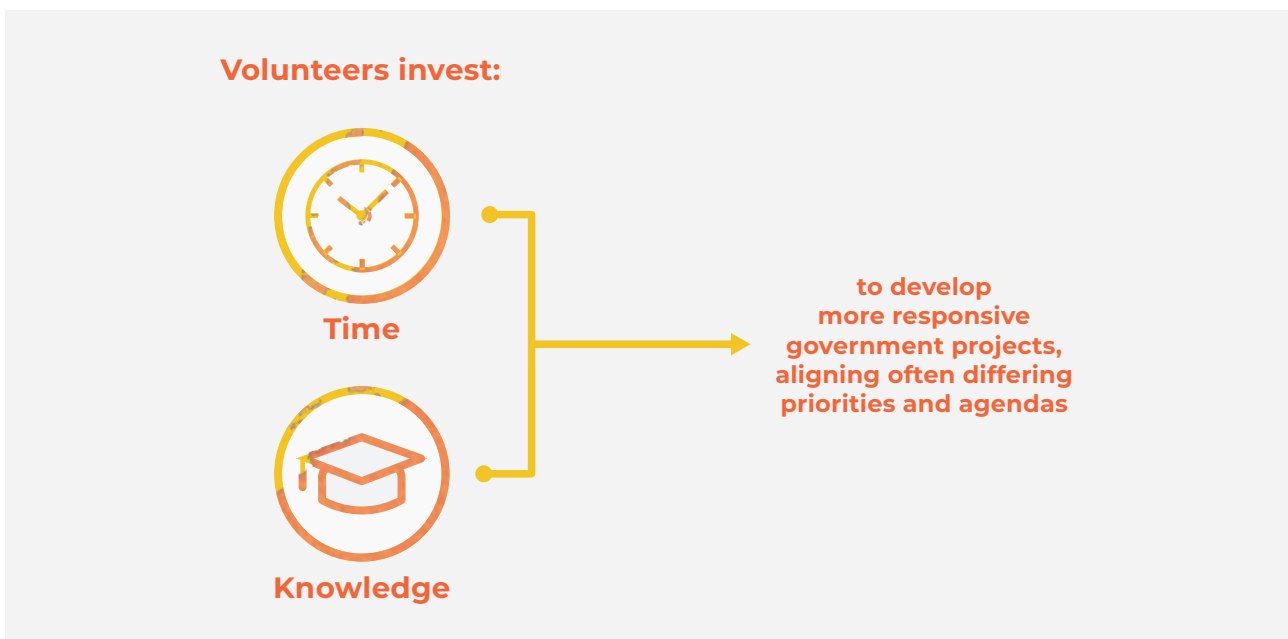 Volunteers invest:
Time
Knowledge
to develop
more responsive
government projects,
aligning often differing
priorities and agendas